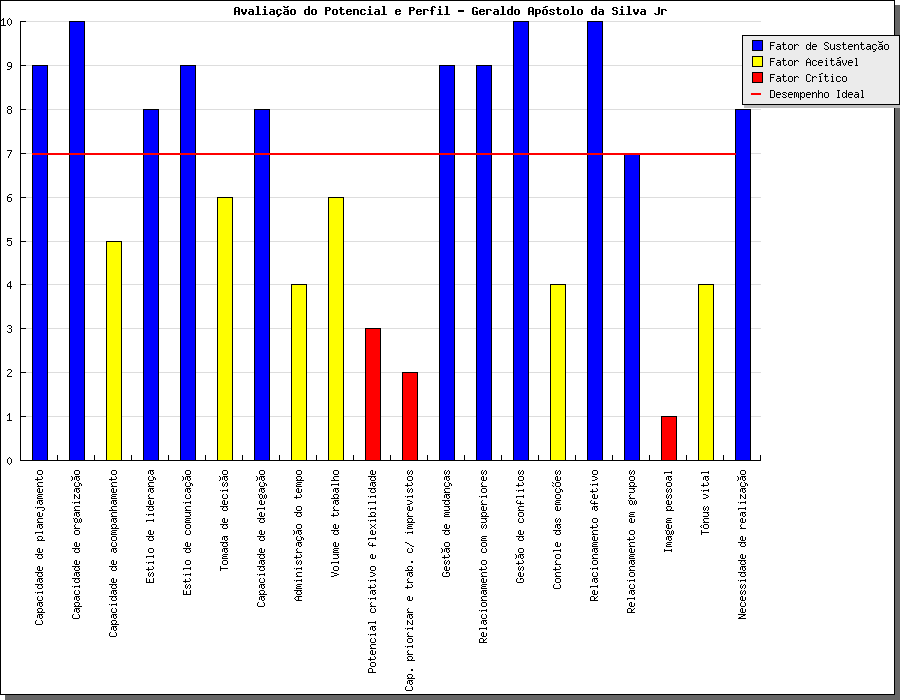 Avaliação do Potencial e Perfil - Geraldo Apóstolo da Silva Jr
Fator de Sustentação
Fator Aceitável
Fator Crítico
Desempenho Ideal
10
9
8
7
6
5
4
3
2
1
0
Capacidade de planejamento
Capacidade de organização
Capacidade de acompanhamento
Estilo de liderança
Estilo de comunicação
Tomada de decisão
Capacidade de delegação
Administração do tempo
Volume de trabalho
Potencial criativo e flexibilidade
Cap. priorizar e trab. c/ imprevistos
Gestão de mudanças
Relacionamento com superiores
Gestão de conflitos
Controle das emoções
Relacionamento afetivo
Relacionamento em grupos
Imagem pessoal
Tônus vital
Necessidade de realização